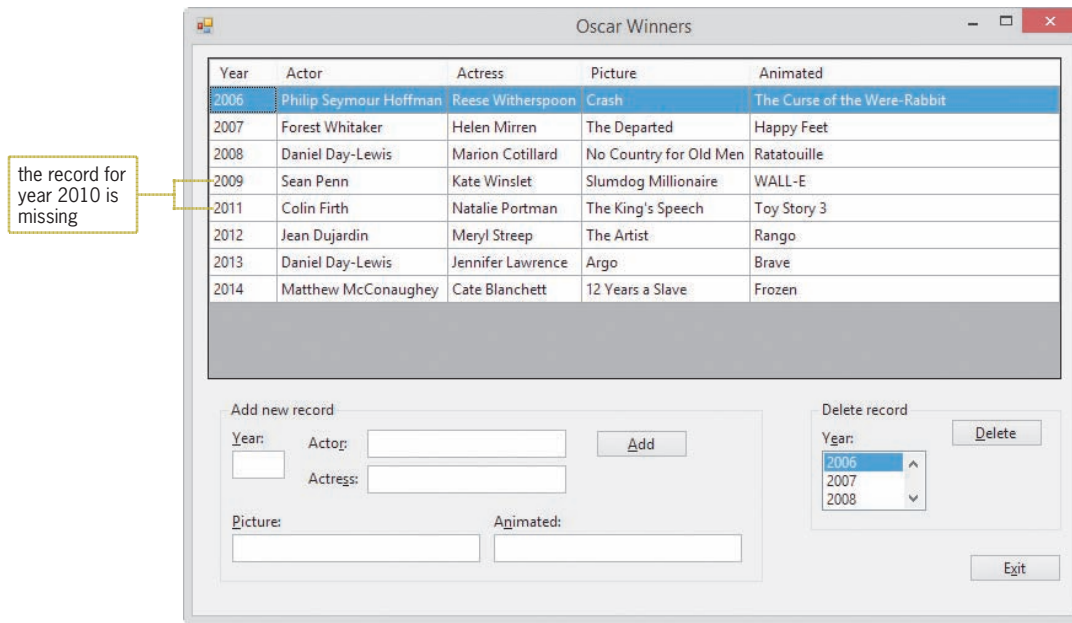 Oscar Winners
Year Actor Actress Picture Animated
2006 Philip Seymour Hoffman Reese Witherspoon Crash The Curse of the Were-Rabbit
2007 Forest Whitaker Helen Mirren The Departed Happy Feet
2008 Daniel Day-Lewis Marion Cotillard No Country for Old Men Ratatouille
2009 Sean Penn Kate Winslet Slumdog Millionaire WALL-E
2011 Colin Firth Natalie Portman The King's Speech Toy Story 3
2012 Jean Dujardin Meryl Streep The Artist Rango
2013 Daniel Day-Lewis Jennifer Lawrence Argo Brave
2014 Matthew McConaughey Cate Blanchett 12 Years a Slave Frozen
the record for
year 2010 is
missing
Add new record
Year:
Actor:
Add
Actress:
Picture:
Animated:
Delete record
Year:
Delete
2006
2007
2008
Exit